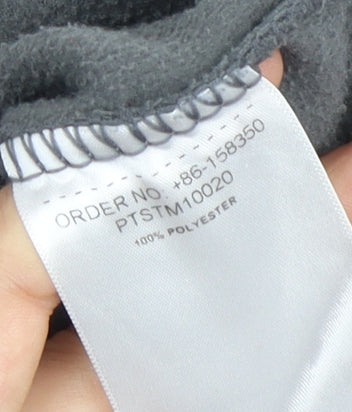 ORDER NO. +86-158350
PTSTM10020
100% POLYESTER